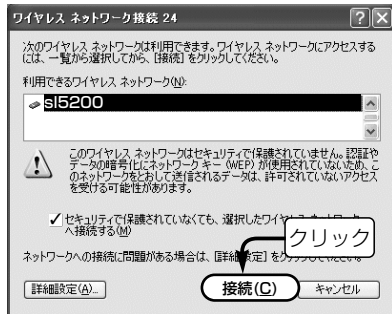 ワイヤレス ネットワーク接続 24
次のワイヤレス ネットワークは利用できます。ワイヤレス ネットワークにアクセスする
には、一覧から選択してから、[接続] をクリックしてください。
利用できるワイヤレス ネットワーク(N):
sl5200
このワイヤレス ネットワークはセキュリティで保護されていません。認証や
データの暗号化にネットワーク キー (WEP) が使用されていないため、こ
のネットワークをとおして送信されるデータは、許可されていないアクセス
を受ける可能性があります。
セキュリティで保護されていなくても、選択したワイヤレス ネットワーク
へ接続する(M)
クリック
ネットワークへの接続に問題がある場合は、[詳細設定] をクリックしてください。
詳細設定(A)...
接続(C)
キャンセル